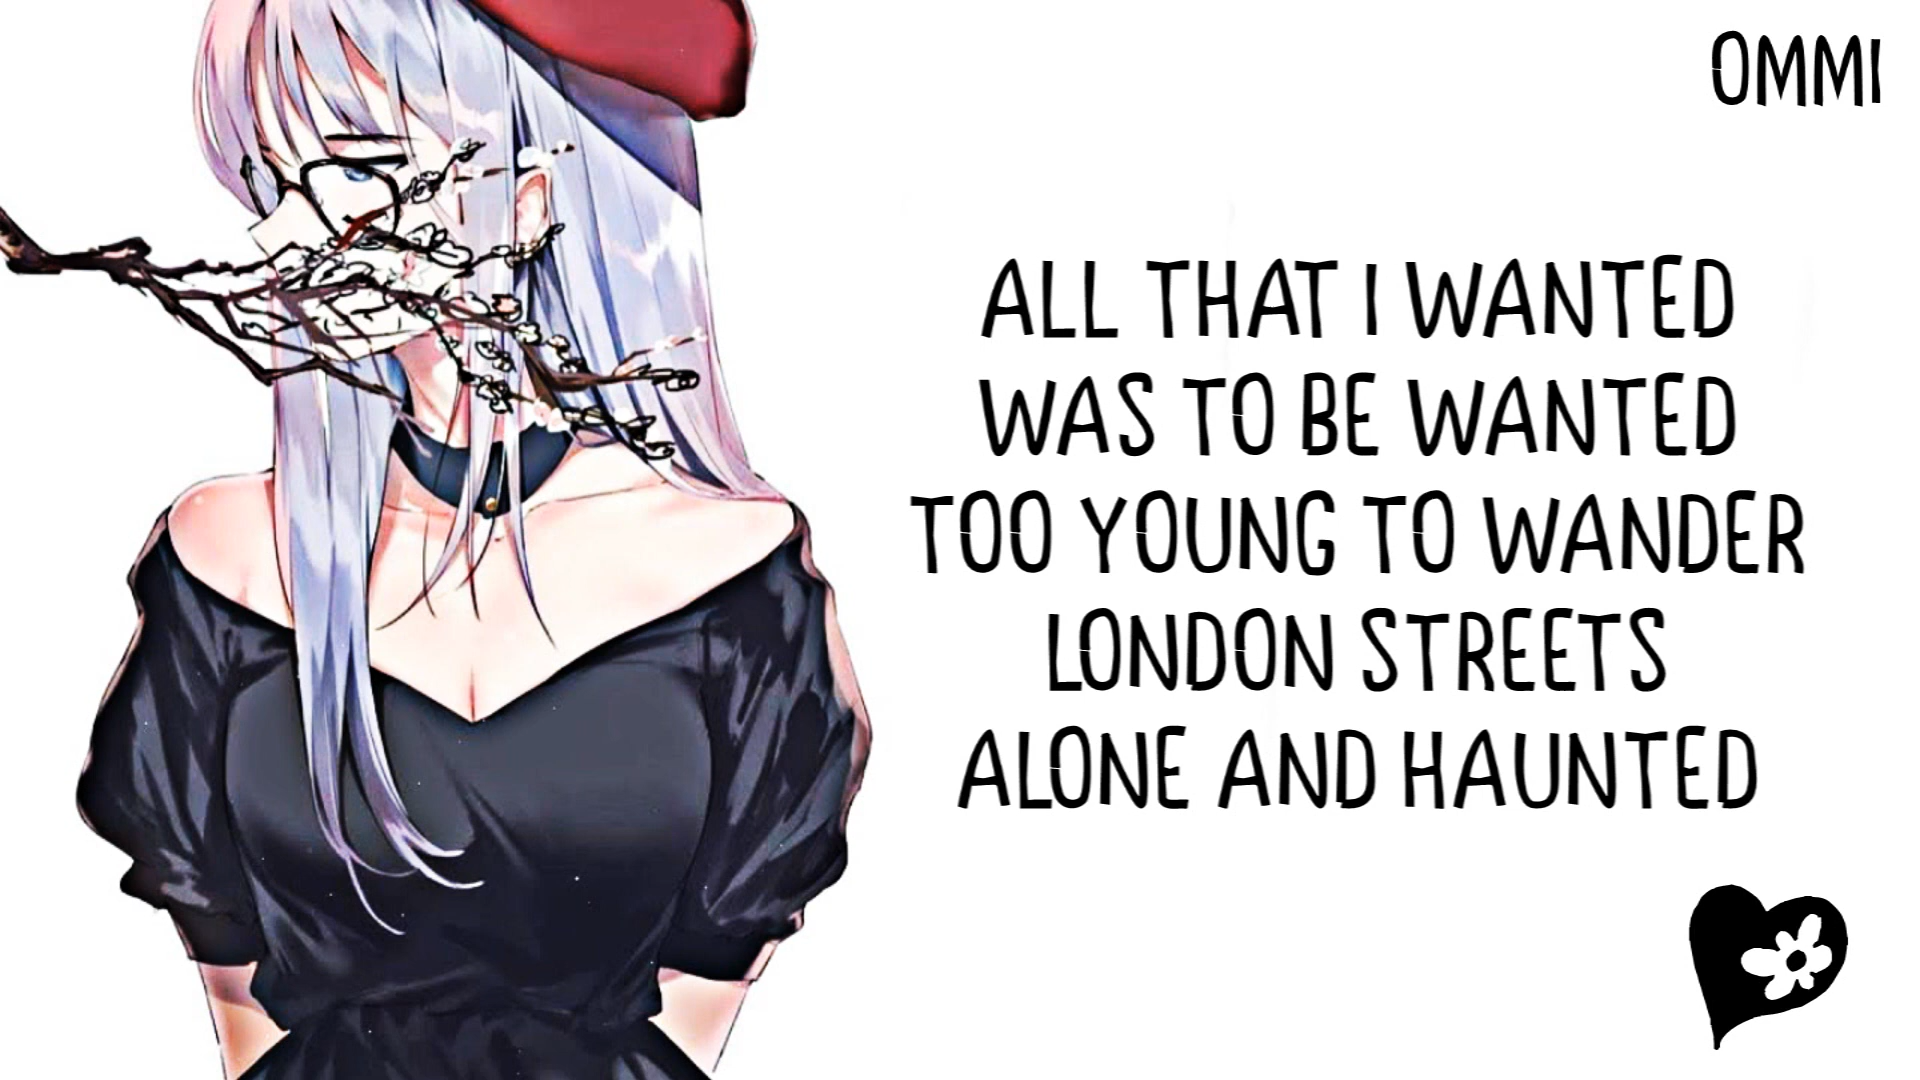 OMMI
ALL THAT I WANTED
WAS TO BE WANTED
TOO YOUNG TO WANDER
LONDON STREETS
ALONE AND HAUNTED